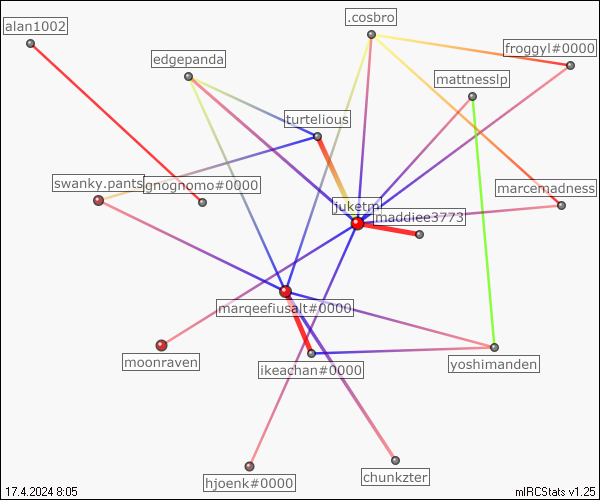 .cosbro
alan1002
froggyl#0000
edgepanda
mattnesslp
turtelious
swanky.pants
gnognomo#0000
marcemadness
juketm
maddiee3773
marqeefiusalt#0000
moonraven
ikeachan#0000
yoshimanden
hjoenk#0000
chunkzter
17.4.2024 8:05
mIRCStats v1.25